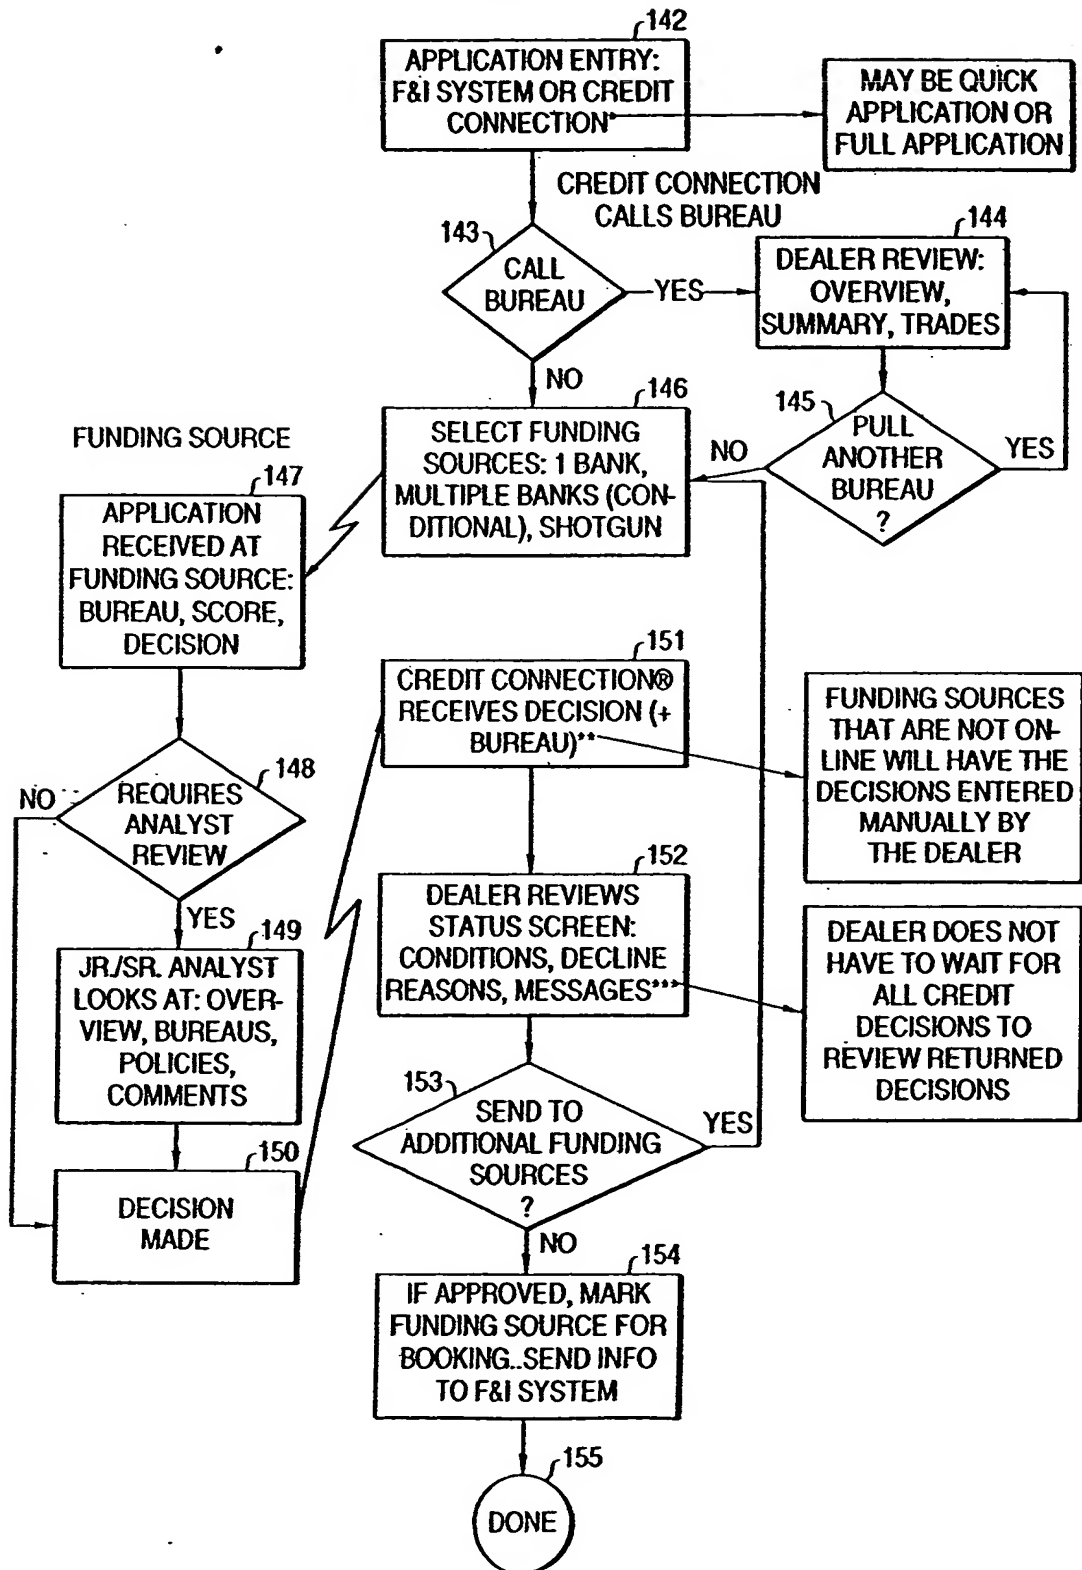 142
APPLICATION ENTRY:
F&I SYSTEM OR CREDIT
CONNECTION*
MAY BE QUICK
APPLICATION OR
FULL APPLICATION
CREDIT CONNECTION
CALLS BUREAU
143
CALL
BUREAU
YES
NO
144
DEALER REVIEW:
OVERVIEW,
SUMMARY, TRADES
145
PULL
ANOTHER
BUREAU
?
YES
NO
146
SELECT FUNDING
SOURCES: 1 BANK,
MULTIPLE BANKS (CON-
DITIONAL), SHOTGUN
FUNDING SOURCE
147
APPLICATION
RECEIVED AT
FUNDING SOURCE:
BUREAU, SCORE,
DECISION
148
REQUIRES
ANALYST
REVIEW
NO
YES
149
JR./SR. ANALYST
LOOKS AT: OVER-
VIEW, BUREAUS,
POLICIES,
COMMENTS
150
DECISION
MADE
151
CREDIT CONNECTION®
RECEIVES DECISION (+
BUREAU)**
FUNDING SOURCES
THAT ARE NOT ON-
LINE WILL HAVE THE
DECISIONS ENTERED
MANUALLY BY
THE DEALER
152
DEALER REVIEWS
STATUS SCREEN:
CONDITIONS, DECLINE
REASONS, MESSAGES***
DEALER DOES NOT
HAVE TO WAIT FOR
ALL CREDIT
DECISIONS TO
REVIEW RETURNED
DECISIONS
153
SEND TO
ADDITIONAL FUNDING
SOURCES
?
YES
NO
154
IF APPROVED, MARK
FUNDING SOURCE FOR
BOOKING..SEND INFO
TO F&I SYSTEM
155
DONE